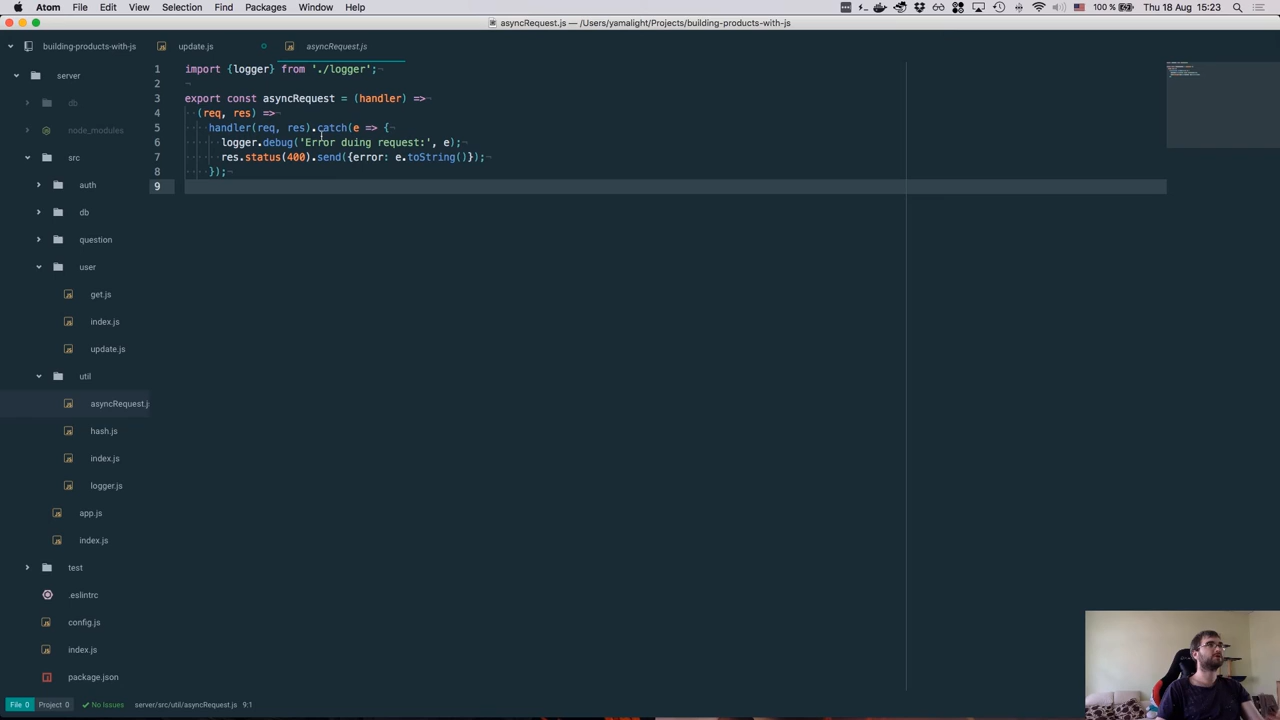 Atom File Edit View Selection Find Packages Window Help 100 % Thu 18 Aug 15:23
asyncRequest.js — /Users/yamalight/Projects/building-products-with-js
building-products-with-js update.js asyncRequest.js
server
db
node_modules
src
auth
db
question
user
get.js
index.js
update.js
util
asyncRequest.j
hash.js
index.js
logger.js
app.js
index.js
test
.eslintrc
config.js
index.js
package.json
1 import {logger} from './logger';
2
3 export const asyncRequest = (handler) =>
4 (req, res) =>
5 handler(req, res).catch(e => {
6 logger.debug('Error duing request:', e);
7 res.status(400).send({error: e.toString()});
8 });
9
File 0 Project 0 No Issues server/src/util/asyncRequest.js 9:1